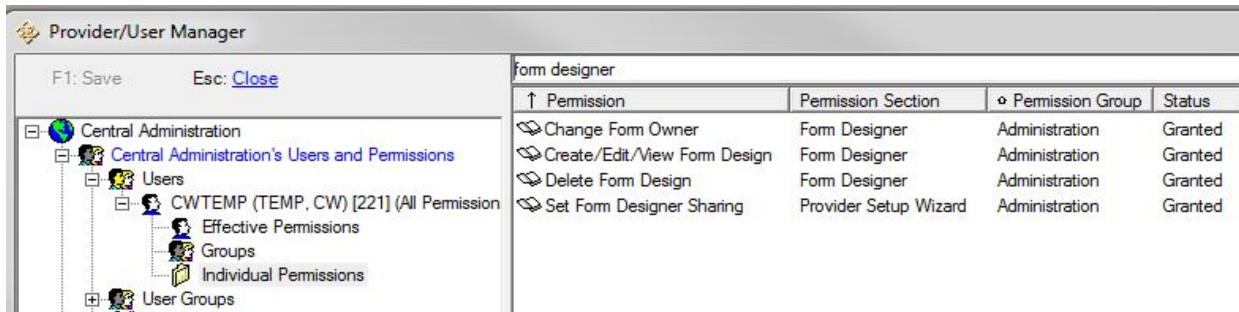 Provider/User Manager
F1: Save Esc: Close
form designer
↑ Permission Permission Section Permission Group Status
Change Form Owner Form Designer Administration Granted
Create/Edit/View Form Design Form Designer Administration Granted
Delete Form Design Form Designer Administration Granted
Set Form Designer Sharing Provider Setup Wizard Administration Granted
Central Administration
Central Administration's Users and Permissions
Users
CWTEMP (TEMP, CW) [221] (All Permission
Effective Permissions
Groups
Individual Permissions
User Groups